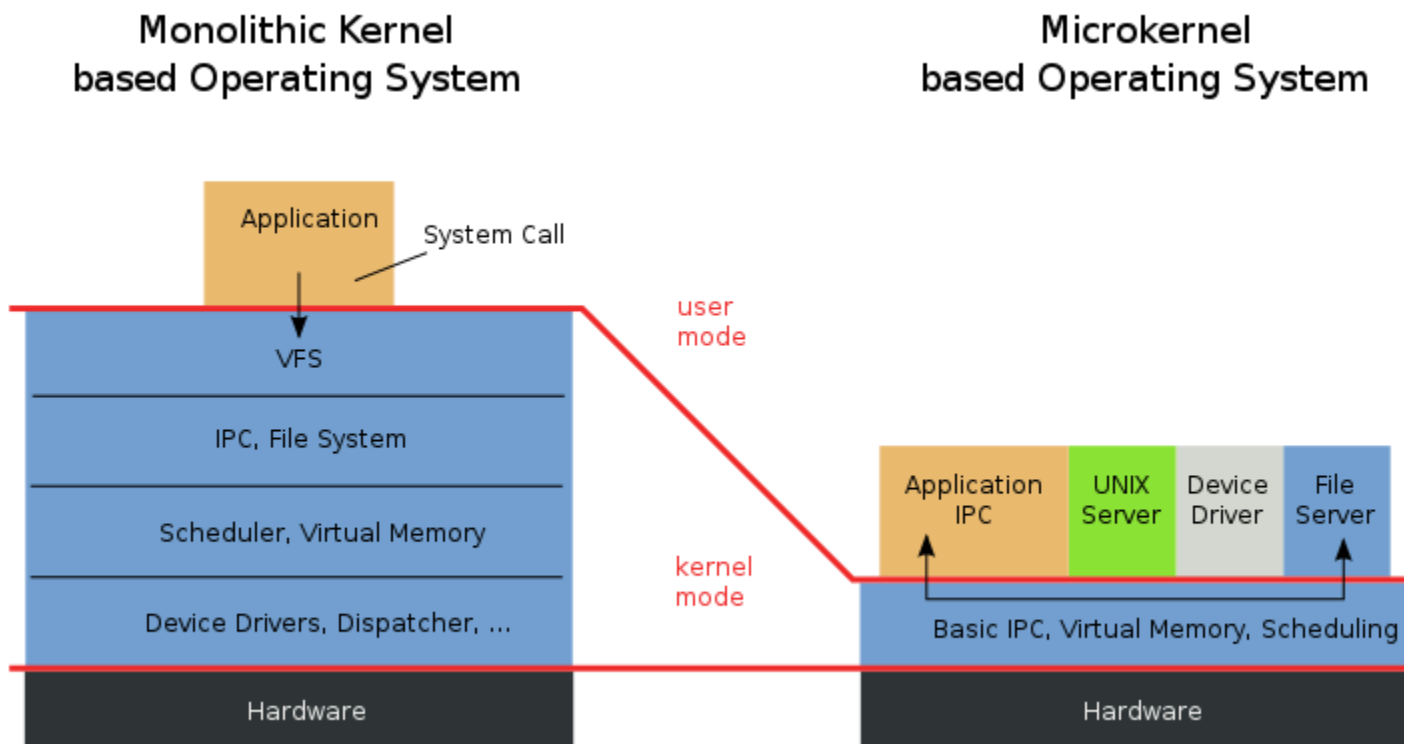 Monolithic Kernel
based Operating System
Microkernel
based Operating System
Application
System Call
user
mode
VFS
IPC, File System
Scheduler, Virtual Memory
kernel
mode
Device Drivers, Dispatcher, ...
Hardware
Application
IPC
UNIX
Server
Device
Driver
File
Server
Basic IPC, Virtual Memory, Scheduling
Hardware